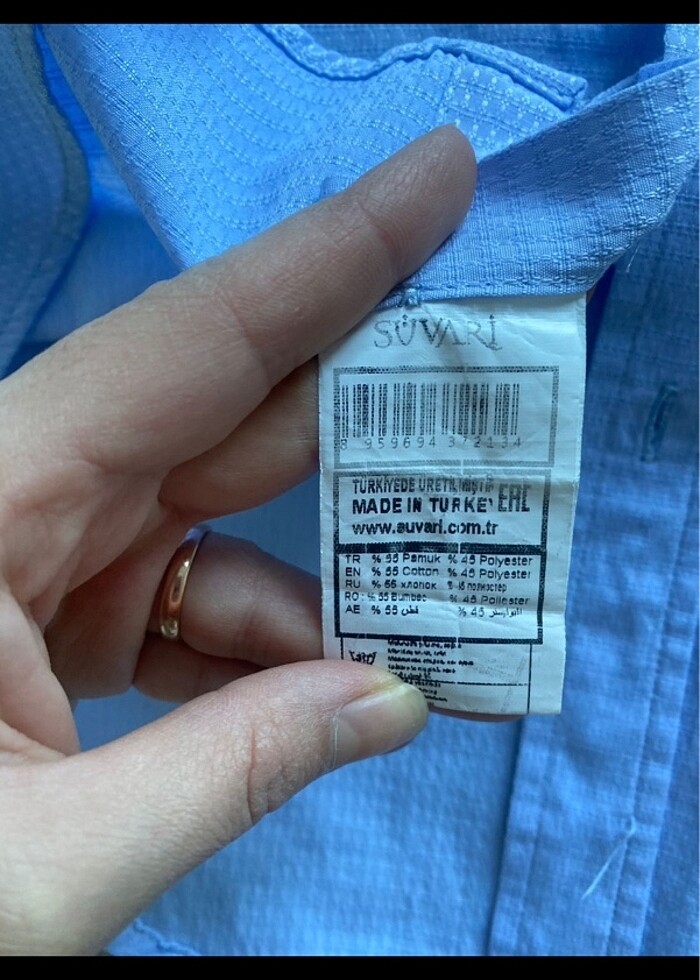 SÜVARİ
8 959694 372134
TÜRKİYEDE ÜRETİLMİŞTİR
MADE IN TURKEY EAC
www.suvari.com.tr
TR % 55 Pamuk % 45 Polyester
EN % 55 Cotton % 45 Polyester
RU % 55 хлопок % 45 полиэстер
RO: % 55 Bumbac % 45 Poliester
AE % 55 قطن % 45 البوليستر